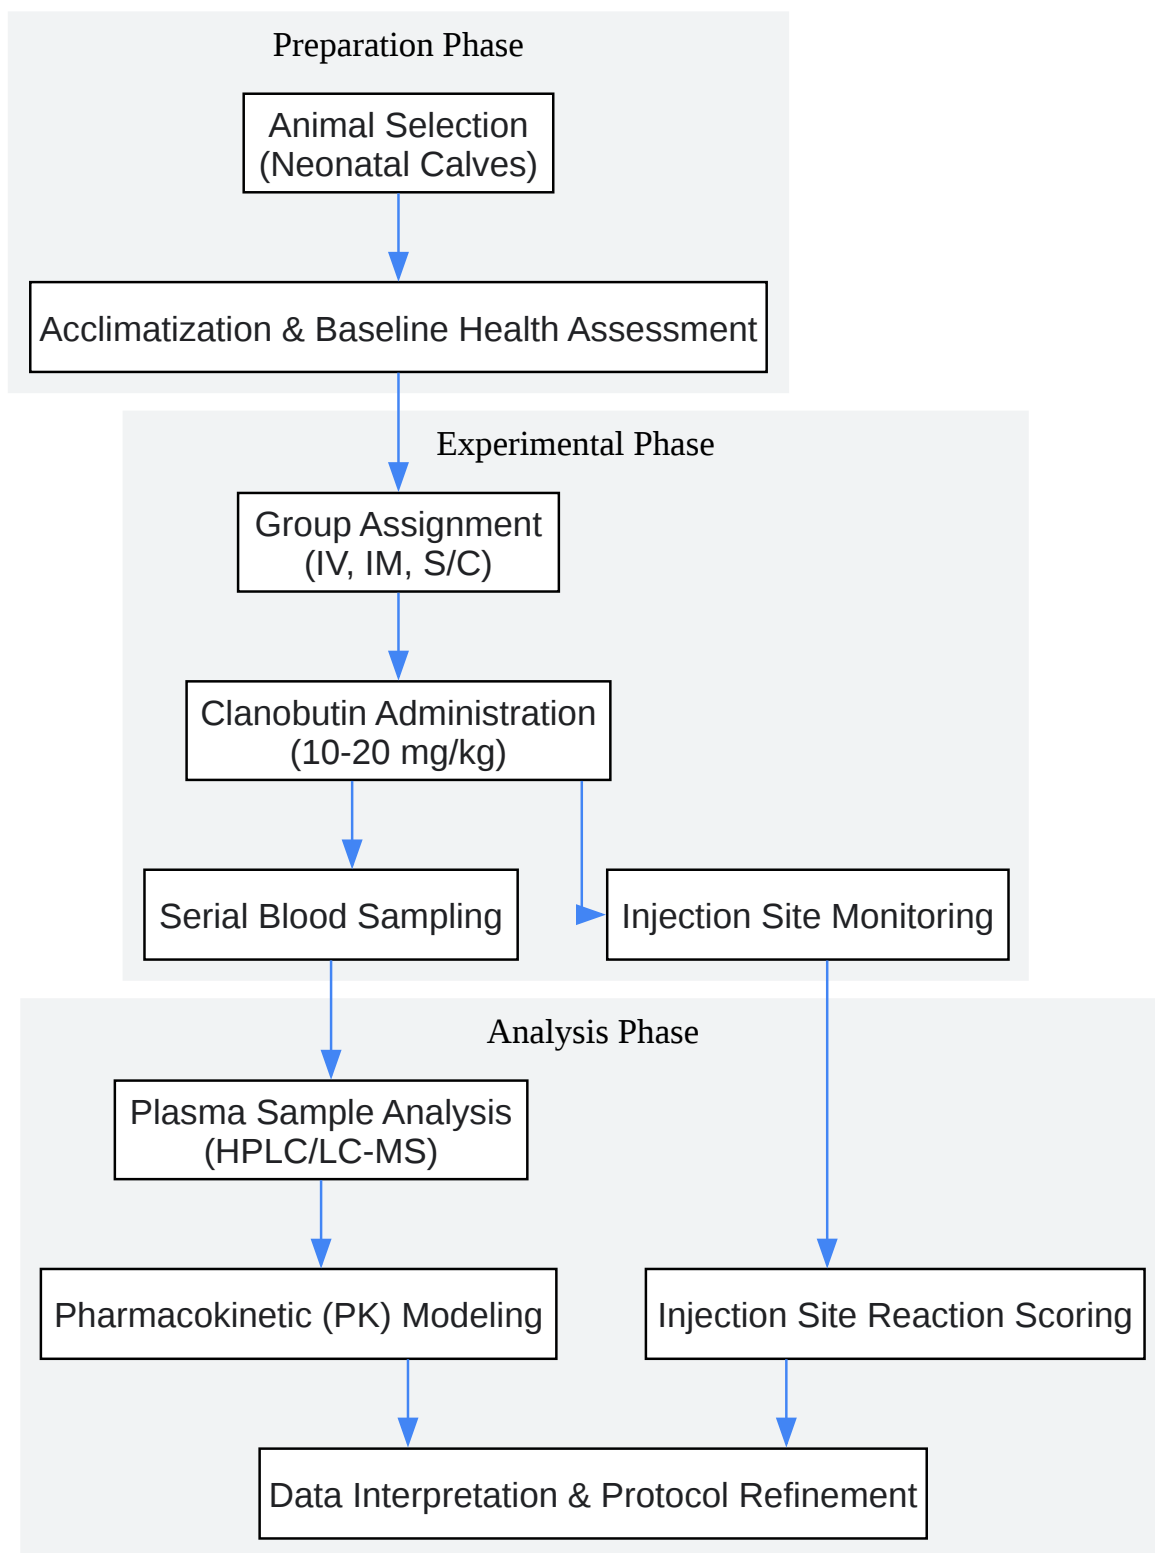 Preparation Phase
Animal Selection
(Neonatal Calves)
Acclimatization & Baseline Health Assessment
Experimental Phase
Group Assignment
(IV, IM, S/C)
Clanobutin Administration
(10-20 mg/kg)
Serial Blood Sampling
Injection Site Monitoring
Analysis Phase
Plasma Sample Analysis
(HPLC/LC-MS)
Pharmacokinetic (PK) Modeling
Injection Site Reaction Scoring
Data Interpretation & Protocol Refinement